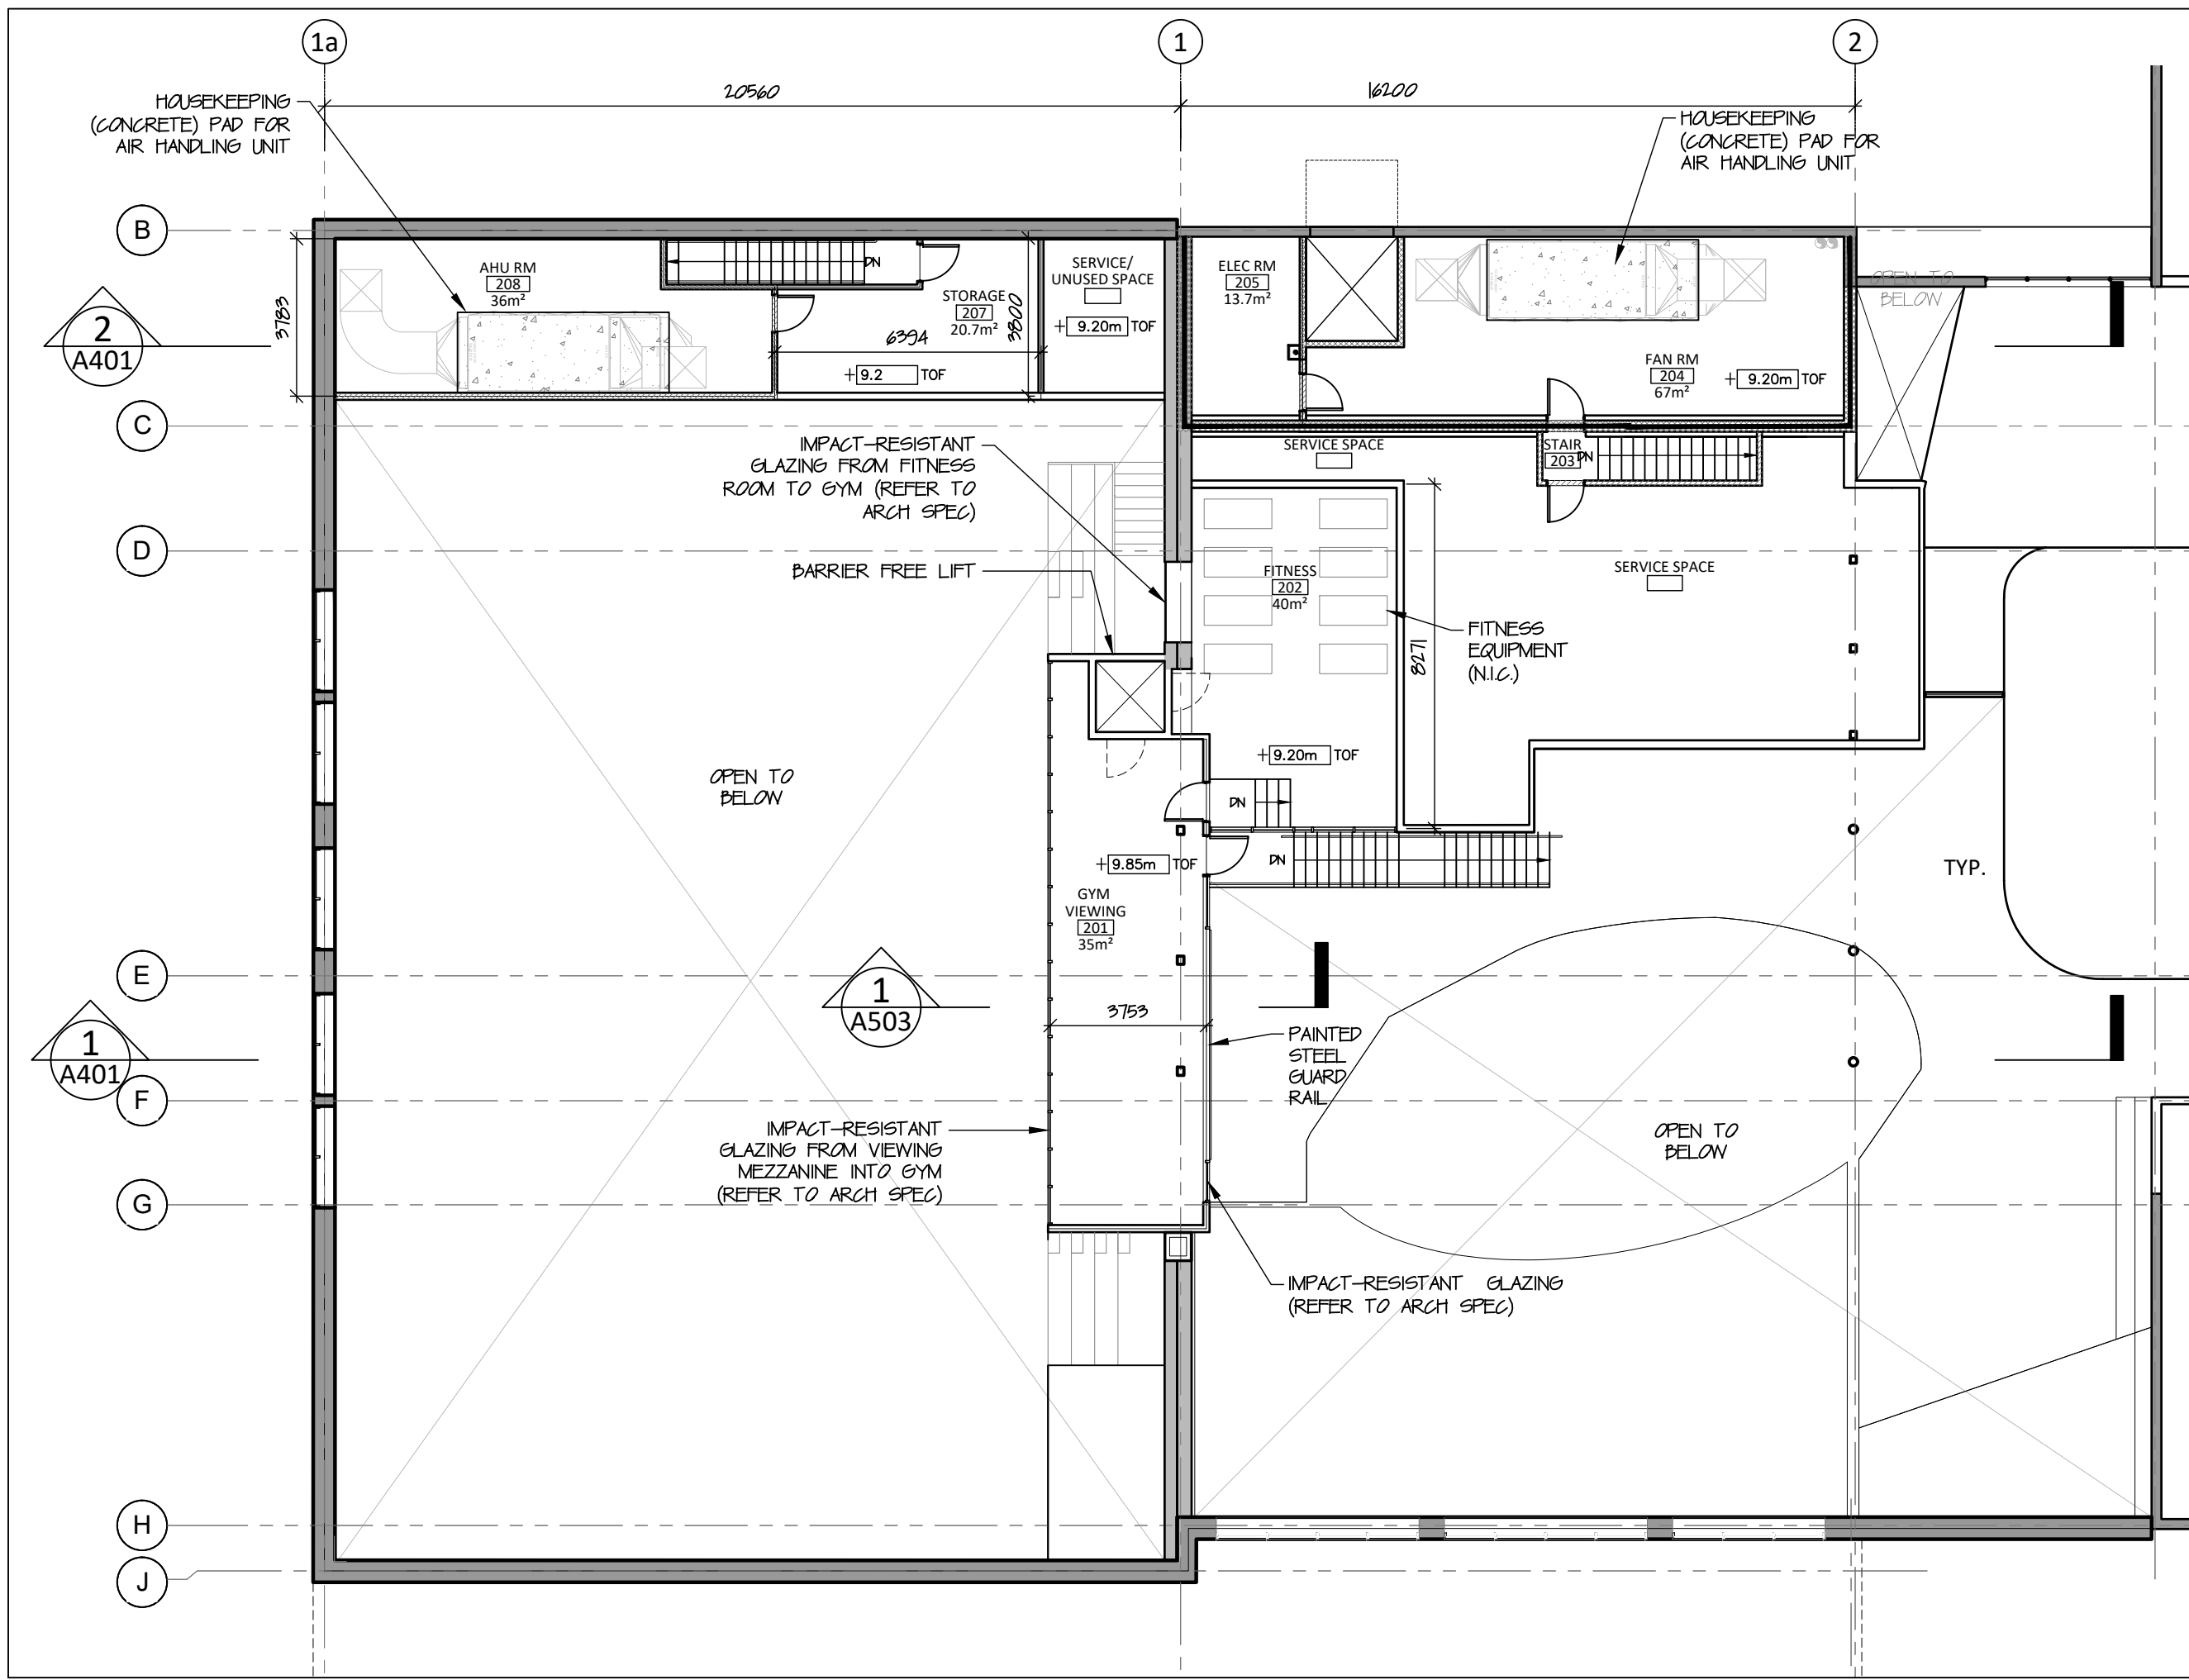 1a
1
2
20560
16200
HOUSEKEEPING
(CONCRETE) PAD FOR
AIR HANDLING UNIT
HOUSEKEEPING
(CONCRETE) PAD FOR
AIR HANDLING UNIT
B
3783
AHU RM
208
36m²
DN
STORAGE
207
20.7m²
3800
6394
+9.2 TOF
SERVICE/
UNUSED SPACE
+ 9.20m TOF
ELEC RM
205
13.7m²
FAN RM
204
67m²
+ 9.20m TOF
OPEN TO
BELOW
2
A401
C
IMPACT-RESISTANT
GLAZING FROM FITNESS
ROOM TO GYM (REFER TO
ARCH SPEC)
SERVICE SPACE
STAIR
203
DN
D
BARRIER FREE LIFT
FITNESS
202
40m²
SERVICE SPACE
FITNESS
EQUIPMENT
(N.I.C.)
8271
+9.20m TOF
OPEN TO
BELOW
DN
+9.85m TOF
DN
TYP.
GYM
VIEWING
201
35m²
E
1
A503
3753
1
A401
PAINTED
STEEL
GUARD
RAIL
F
IMPACT-RESISTANT
GLAZING FROM VIEWING
MEZZANINE INTO GYM
(REFER TO ARCH SPEC)
OPEN TO
BELOW
G
IMPACT-RESISTANT GLAZING
(REFER TO ARCH SPEC)
H
J